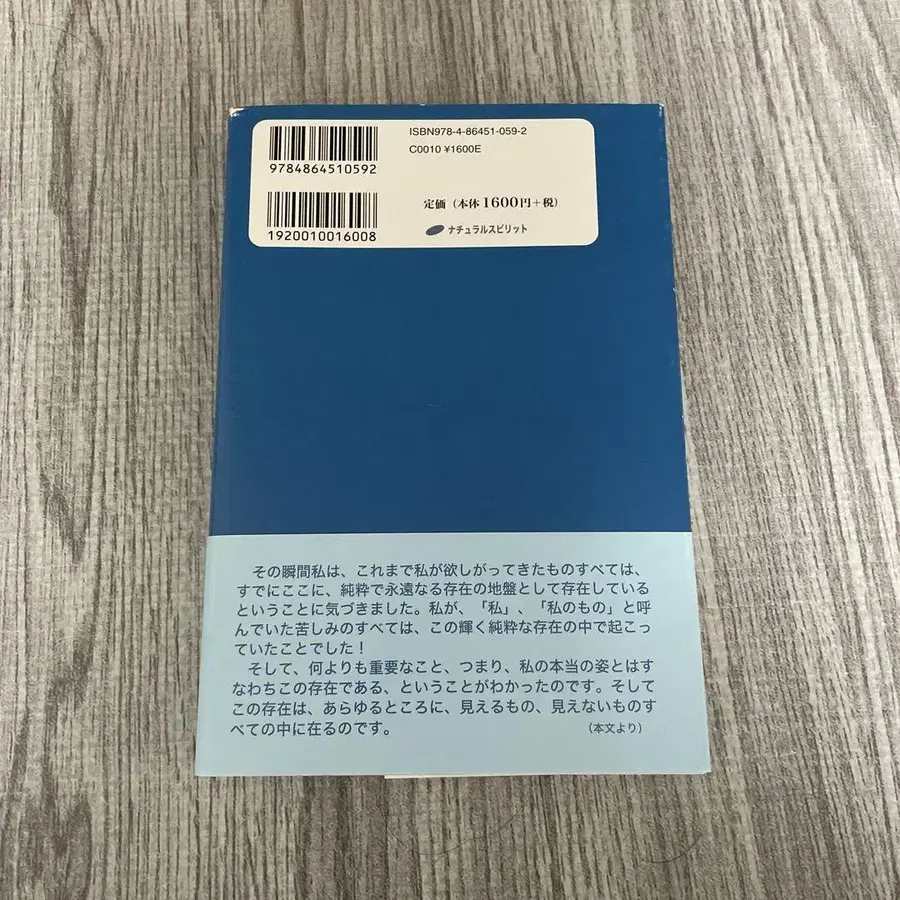 ISBN978-4-86451-059-2
C0010 ¥1600E
9784864510592
定価（本体1600円＋税）
1920010016008
ナチュラルスピリット
その瞬間私は、これまで私が欲しがってきたものすべては、
すでにここに、純粋で永遠なる存在の地盤として存在している
ということに気づきました。私が、「私」、「私のもの」と呼
んでいた苦しみのすべては、この輝く純粋な存在の中で起こっ
ていたことでした！
そして、何よりも重要なこと、つまり、私の本当の姿とはす
なわちこの存在である、ということがわかったのです。そして
この存在は、あらゆるところに、見えるもの、見えないものす
べての中に在るのです。
（本文より）